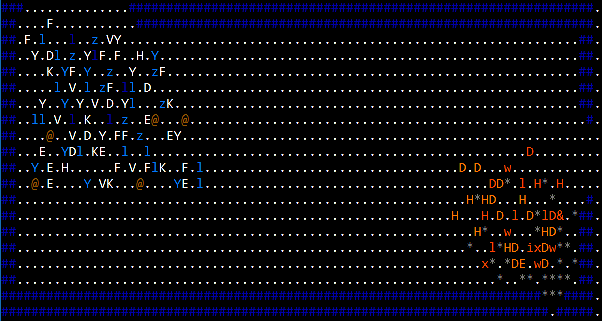 ###..............##############################################################.
##....F...........#############################################################.
##.F.l...l..z.VY.............................................................##.
##..Y.Dl.z.YlF.F..H.Y........................................................##.
##....K.YF.Y..z..Y..zF.......................................................##.
##.....l.V.l.zF.ll.D.........................................................##.
##...Y..Y.Y.V.D.Yl...zK......................................................##.
##..ll.V.l.K..l.z..E@...@.....................................................#.
##....@..V.D.Y.FF.z...EY.....................................................##.
##...E..YDl.KE..l..l..................................................D......##.
##..Y.E.H......F.V.FlK..F.l..................................D.D...w.........##.
##..@.E....Y.VK...@....YE.l......................................DD*.l.H*.H..##.
##............................................................H*HD...H...*...##.
##..........................................................H...H.D.l.D*lD&.*##.
##.............................................................H*..w...*HD*..##.
##............................................................*..l*HD.ixDw**.##.
##..............................................................x*.*DE.wD.*.*##.
##................................................................*..**.****.##.
########################################################################***..##.
#########################################################################.*..##.